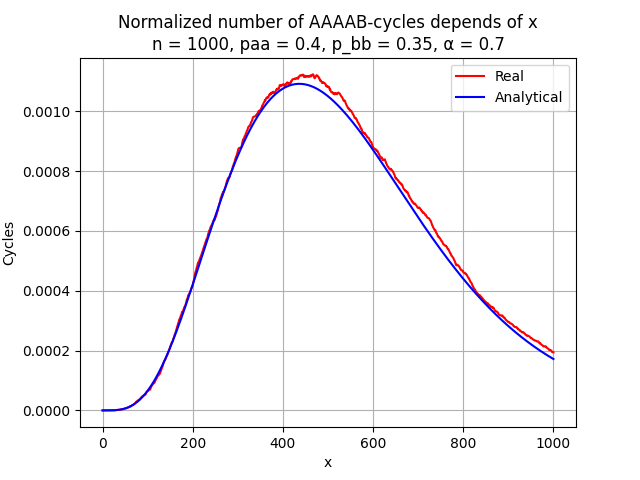 Normalized number of AAAAB-cycles depends of x
n = 1000, paa = 0.4, p_bb = 0.35, α = 0.7
Real
Analytical
Cycles
0.0010
0.0008
0.0006
0.0004
0.0002
0.0000
0 200 400 600 800 1000
x